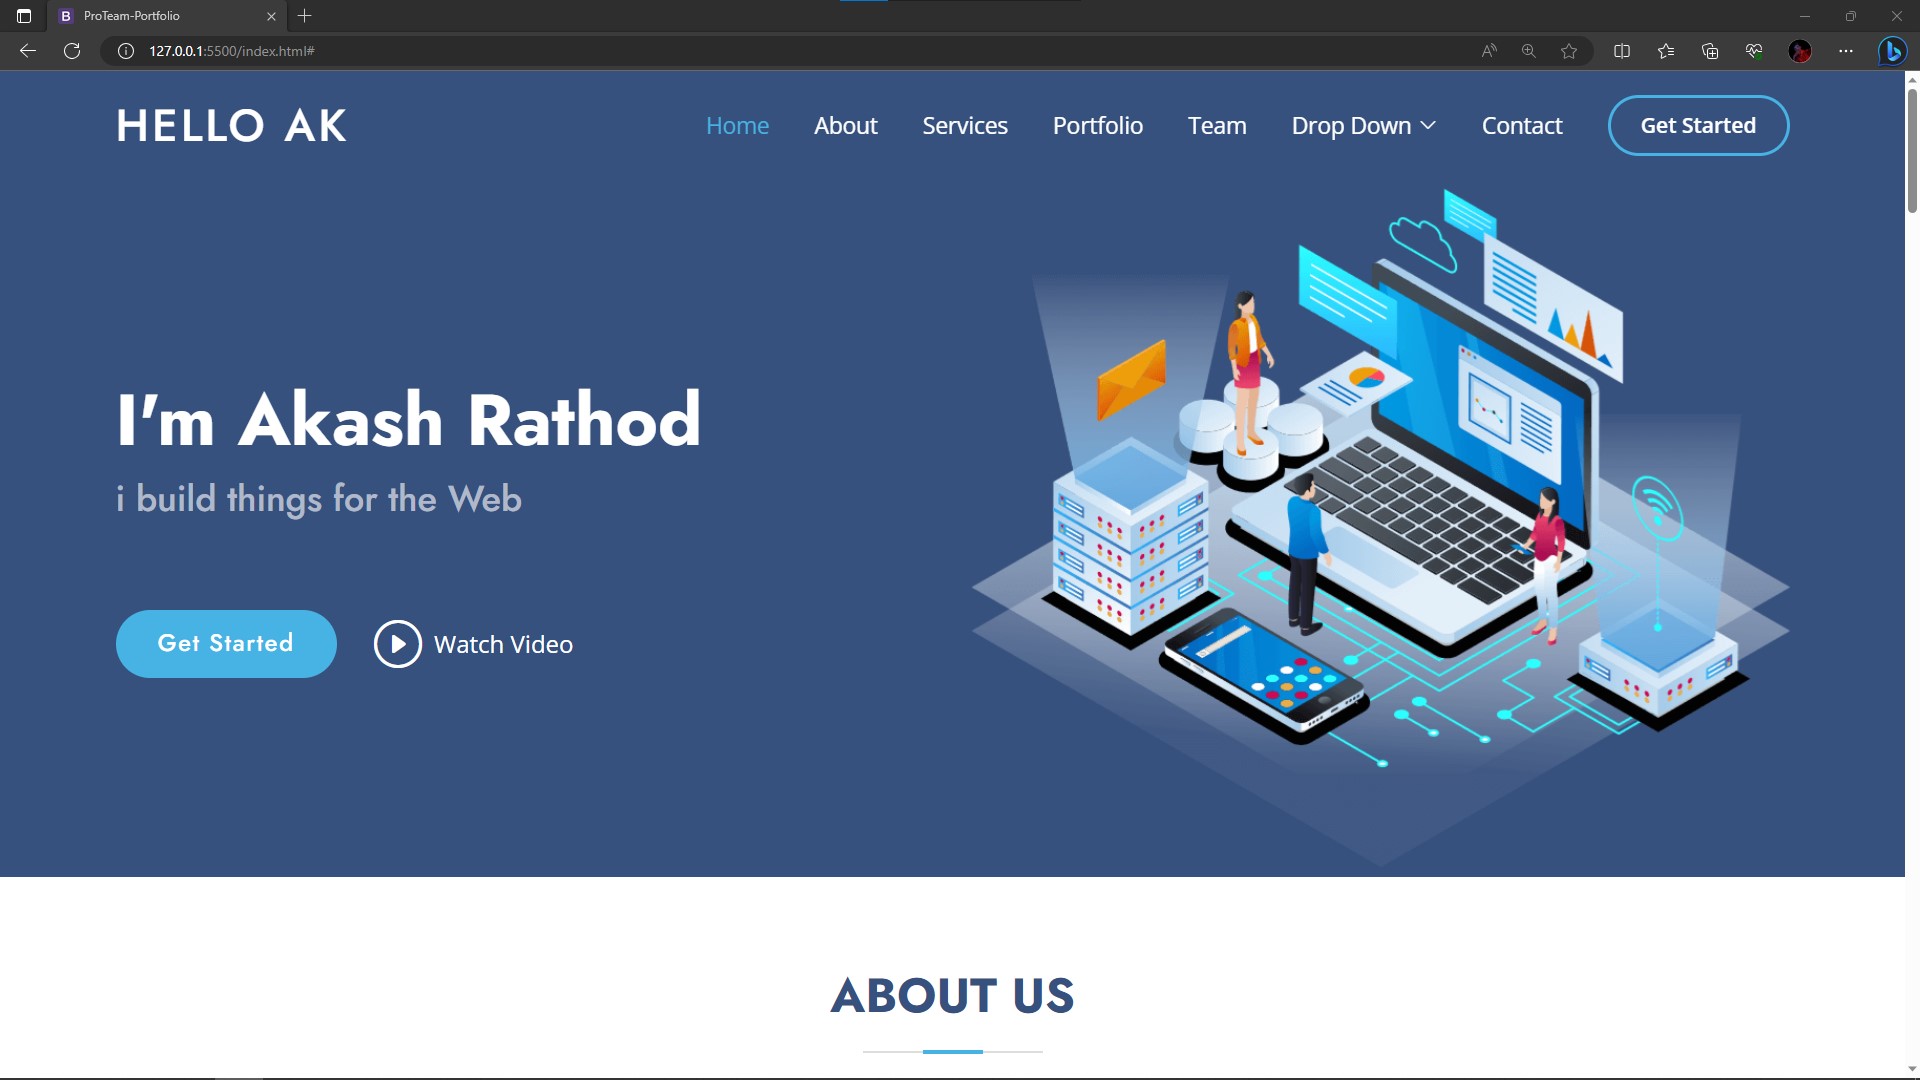 ProTeam-Portfolio
127.0.0.1:5500/index.html#
HELLO AK
Home About Services Portfolio Team Drop Down Contact Get Started
I'm Akash Rathod
i build things for the Web
Get Started Watch Video
ABOUT US